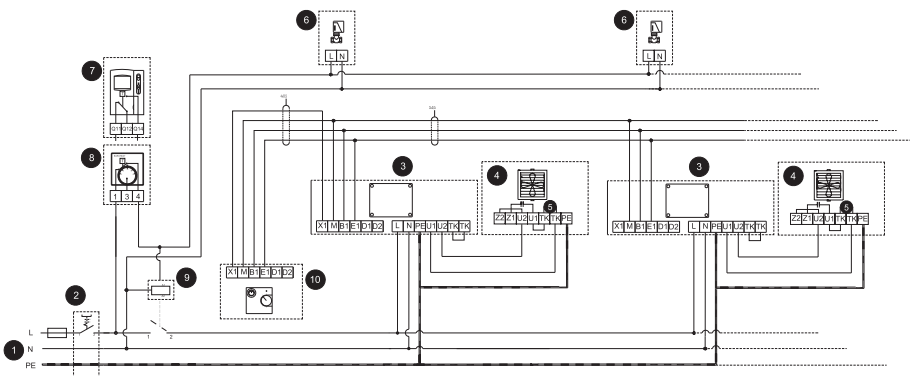 6
6
L N
L N
7
Q11 Q12 Q14
8
1 3 4
3
4
5
X1 M B1 E1 D1 D2
L N PE U1 U2 TK TK
Z2 Z1 U2 U1 TK TK PE
3
4
5
X1 M B1 E1 D1 D2
L N PE U1 U2 TK TK
Z2 Z1 U2 U1 TK TK PE
9
X1 M B1 E1 D1 D2
10
2
1 2
1
L
N
PE